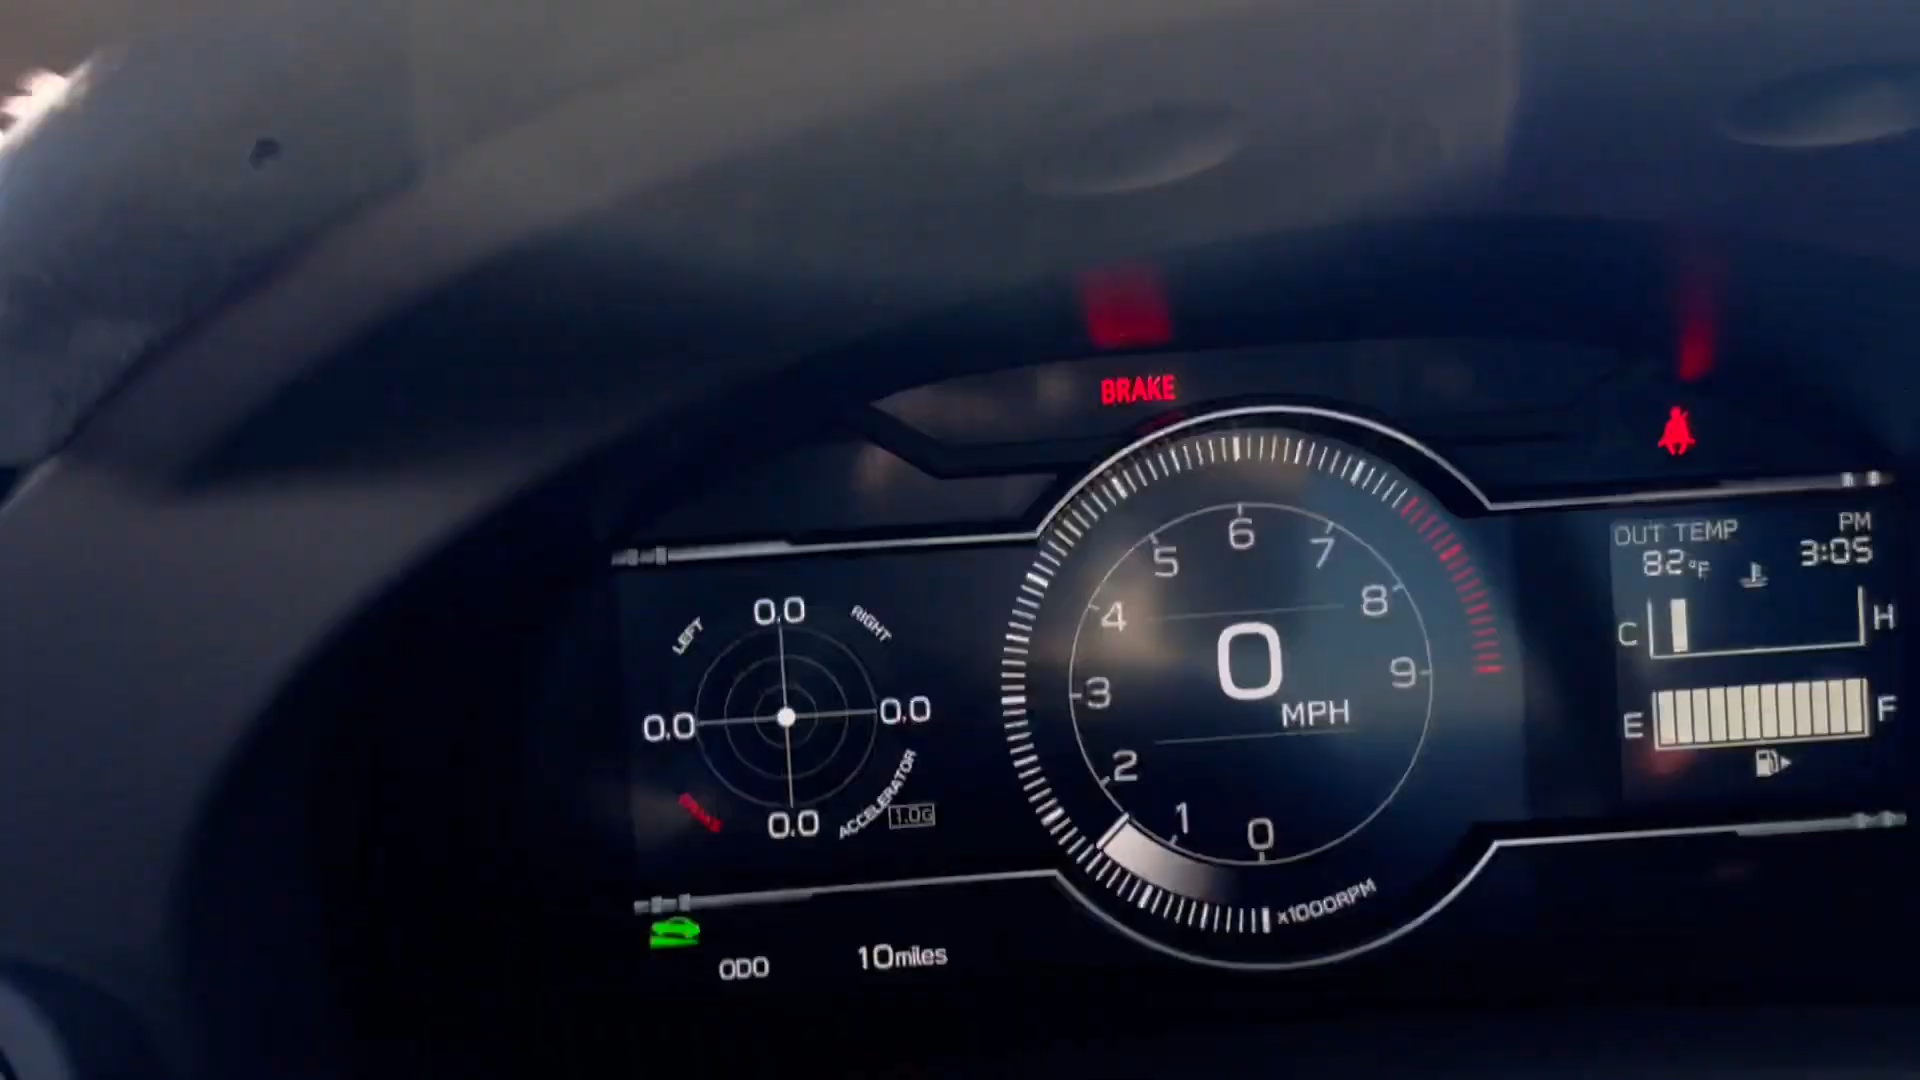 BRAKE
OUT TEMP
PM
82°F
3:05
C
H
E
F
LEFT
0.0
RIGHT
0.0
0.0
BRAKE
0.0
ACCELERATOR
1.0G
0
1
2
3
4
5
6
7
8
9
0
MPH
x1000RPM
ODO
10miles